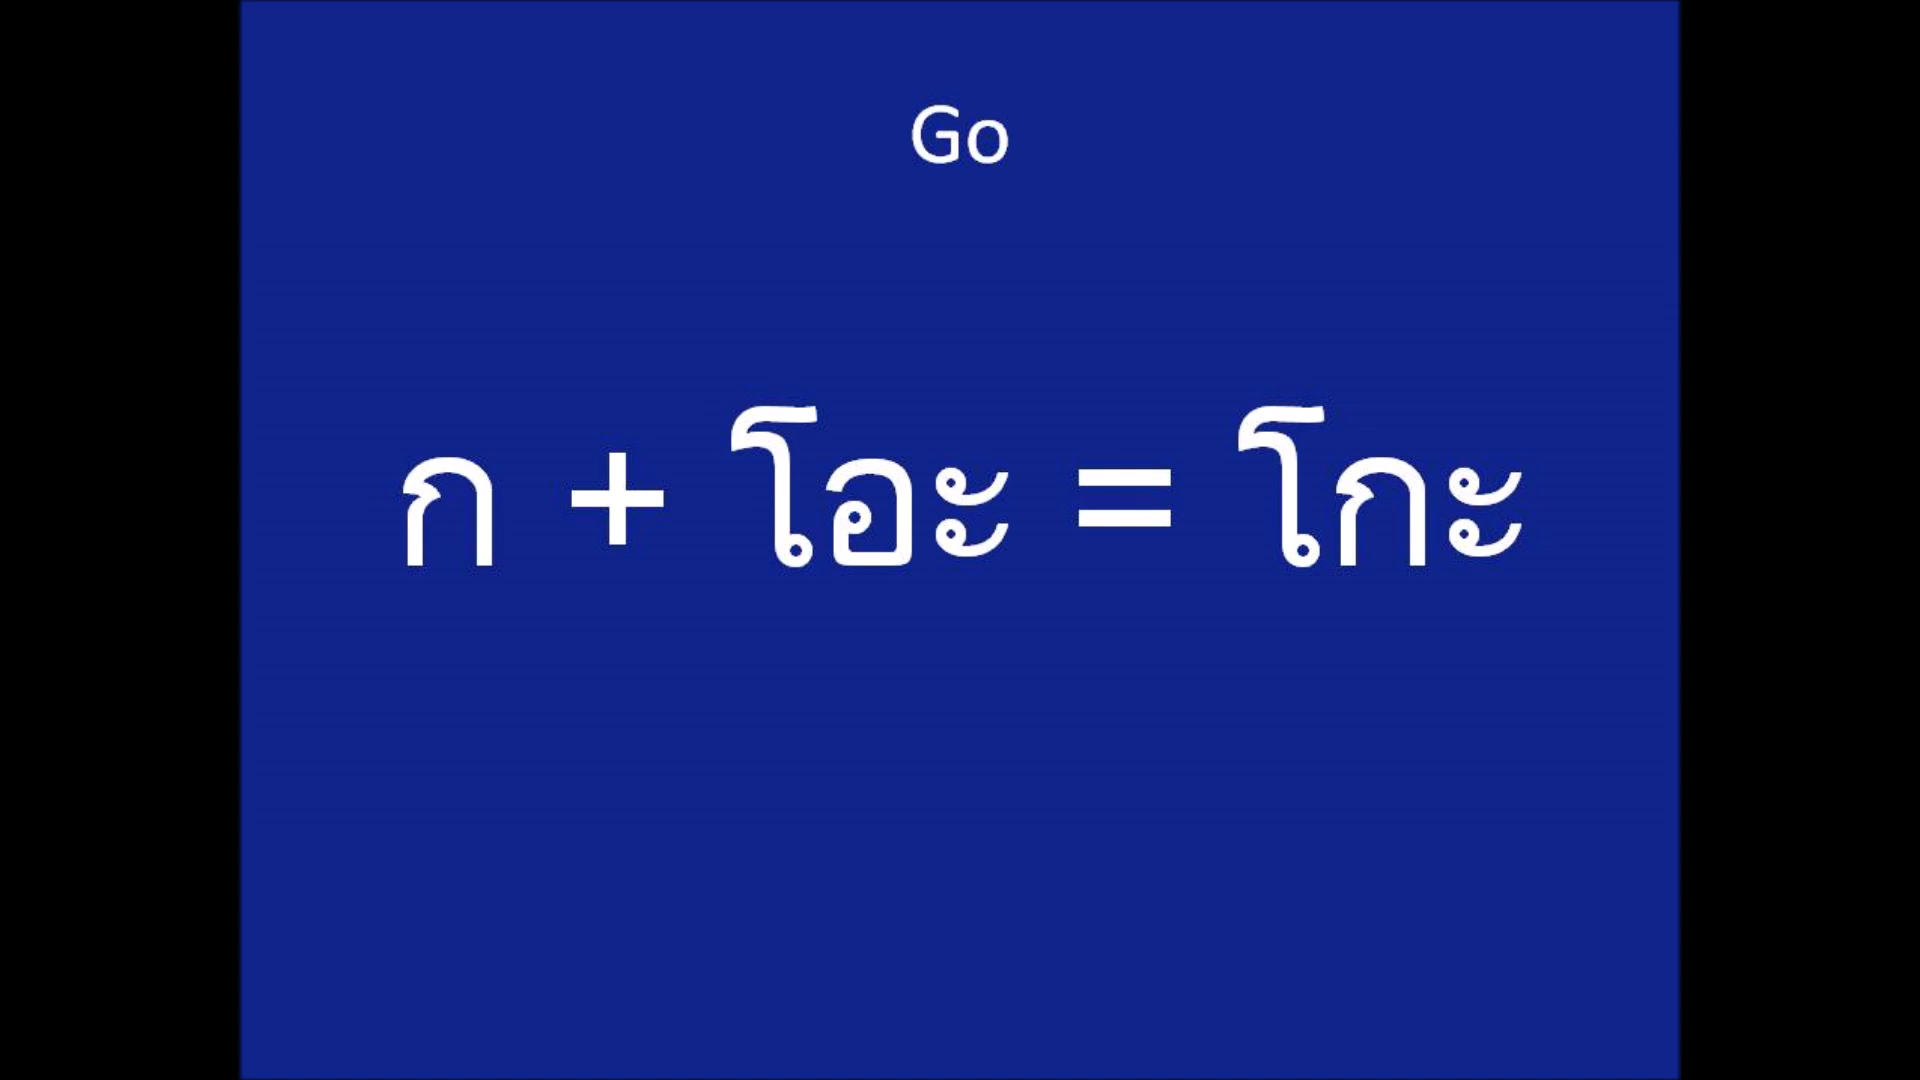 Go
ก + โอะ = โกะ